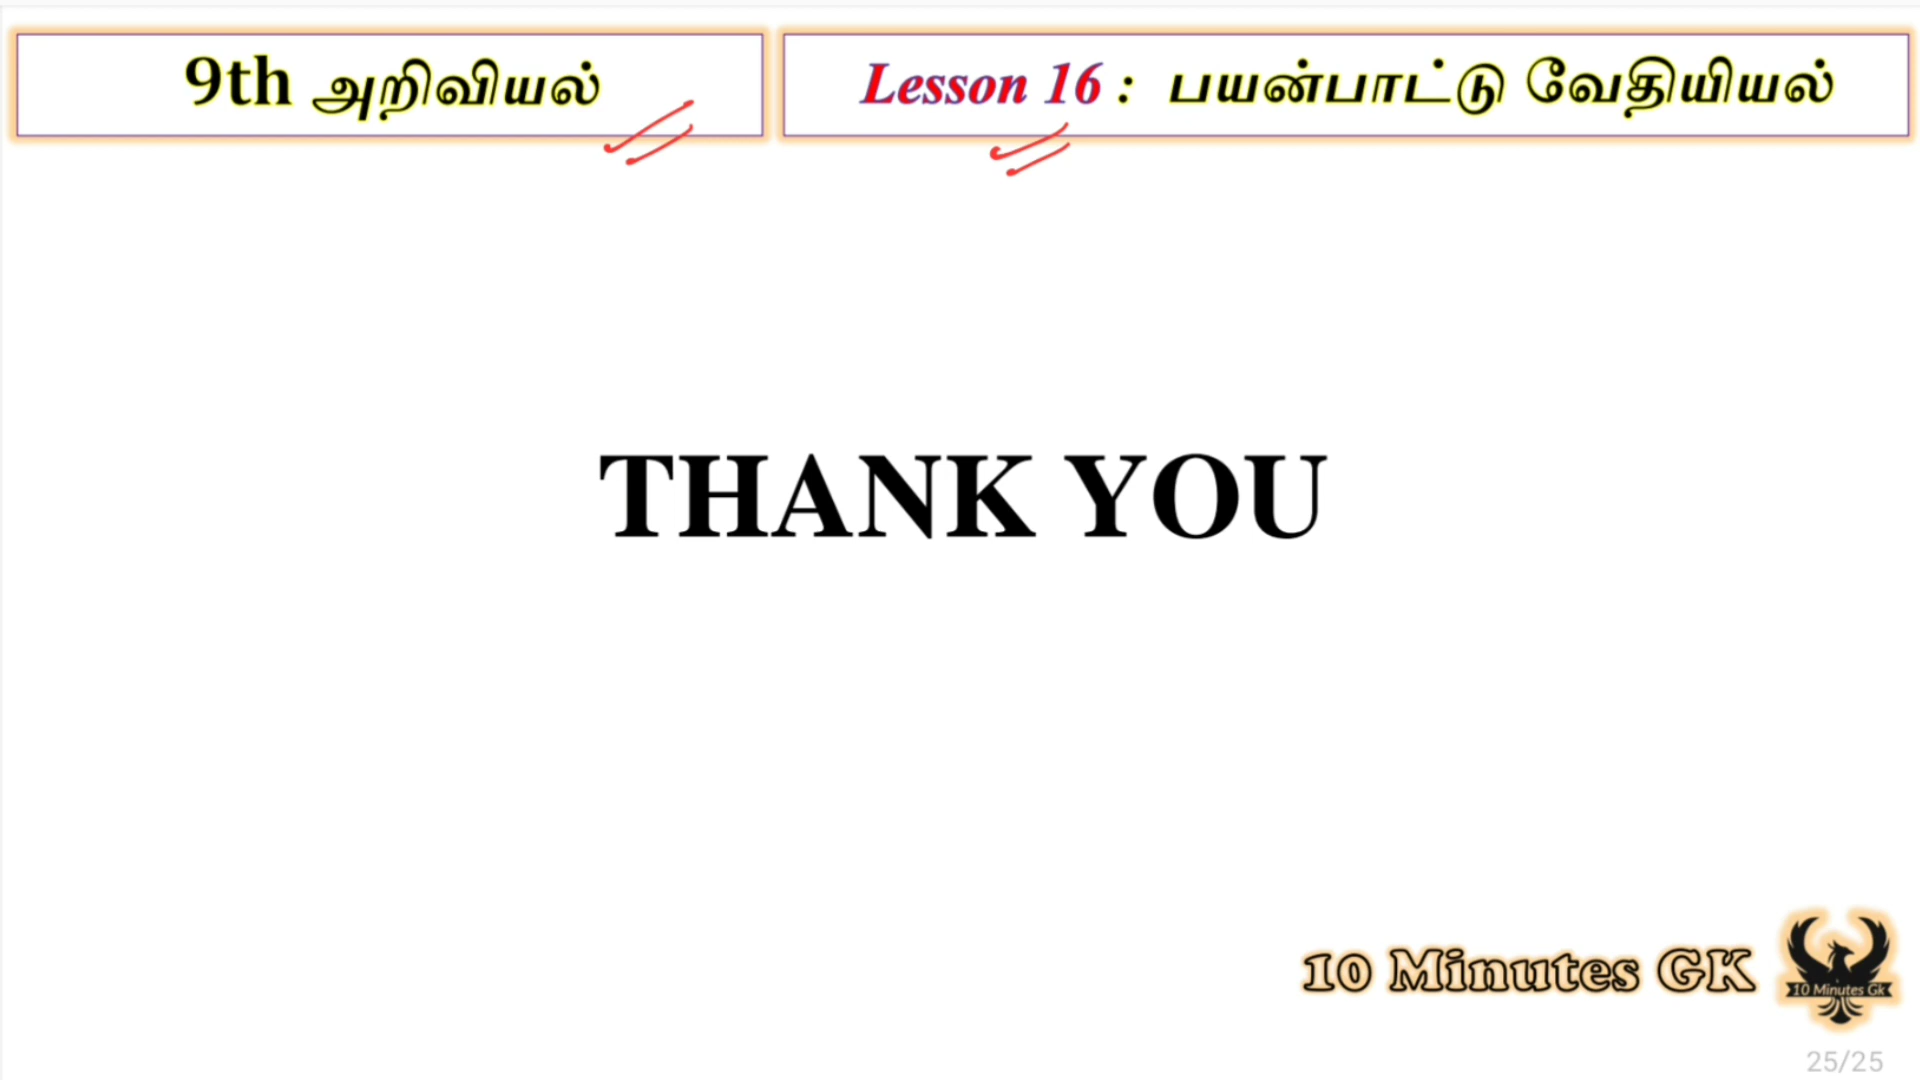 9th அறிவியல்
Lesson 16 : பயன்பாட்டு வேதியியல்
THANK YOU
10 Minutes GK
10 Minutes Gk
25/25